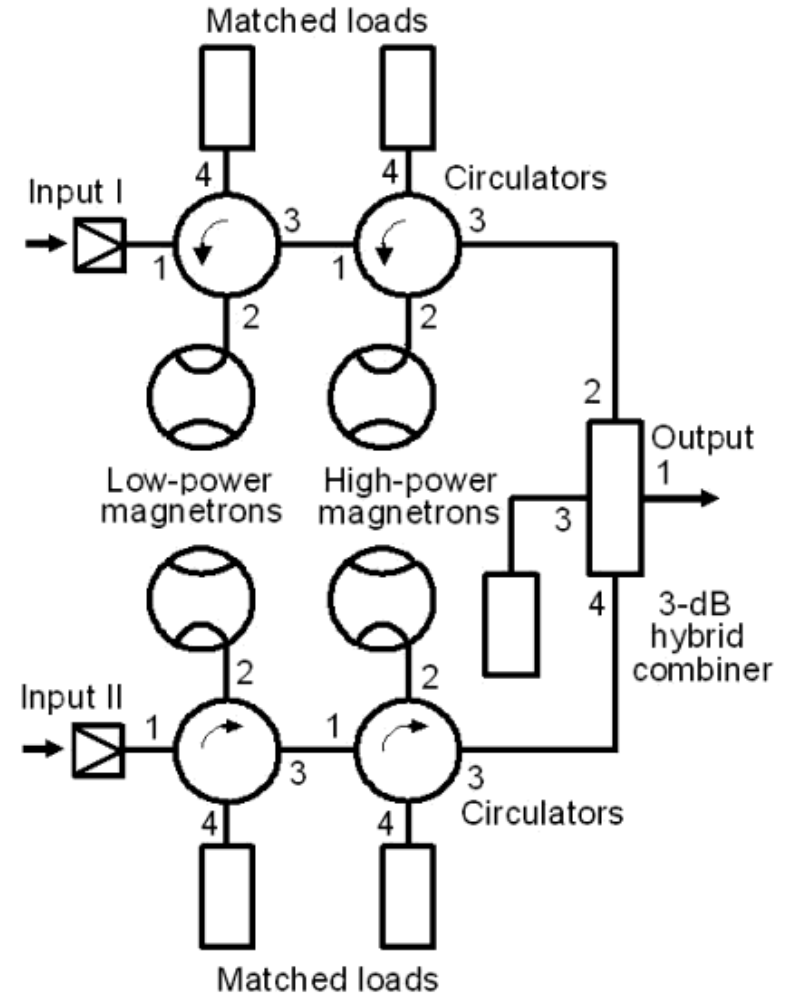 Matched loads
4
4
Circulators
Input I
3
3
1
1
2
2
2
Output
1
Low-power
magnetrons
High-power
magnetrons
3
4
3-dB
hybrid
combiner
2
2
Input II
1
1
3
3
Circulators
4
4
Matched loads